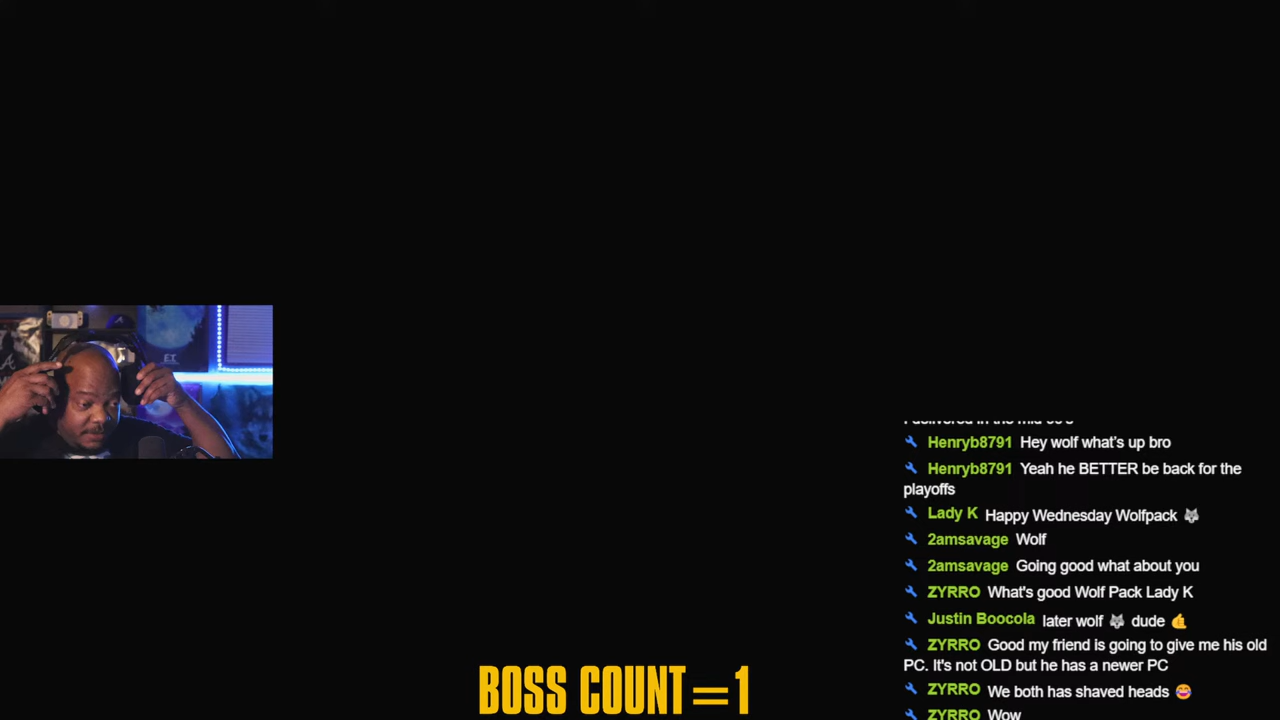 E.T.
Henryb8791 Hey wolf what's up bro
Henryb8791 Yeah he BETTER be back for the
playoffs
Lady K Happy Wednesday Wolfpack 🐺
2amsavage Wolf
2amsavage Going good what about you
ZYRRO What's good Wolf Pack Lady K
Justin Boocola later wolf 🐺 dude 🤙
ZYRRO Good my friend is going to give me his old
PC. It's not OLD but he has a newer PC
ZYRRO We both has shaved heads 😂
ZYRRO Wow
BOSS COUNT=1